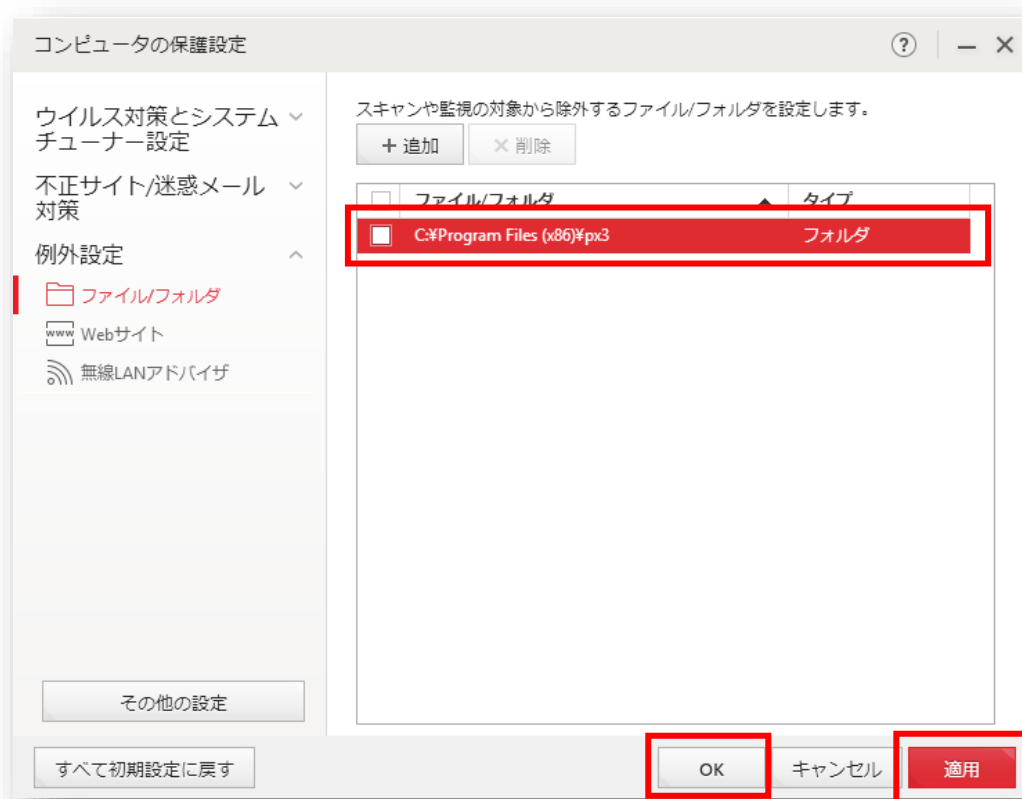 コンピュータの保護設定
?
ウイルス対策とシステム
チューナー設定
不正サイト/迷惑メール
対策
例外設定
ファイル/フォルダ
www Webサイト
無線LANアドバイザ
その他の設定
スキャンや監視の対象から除外するファイル/フォルダを設定します。
+ 追加 × 削除
ファイル/フォルダ タイプ
C:¥Program Files (x86)¥px3 フォルダ
すべて初期設定に戻す OK キャンセル 適用